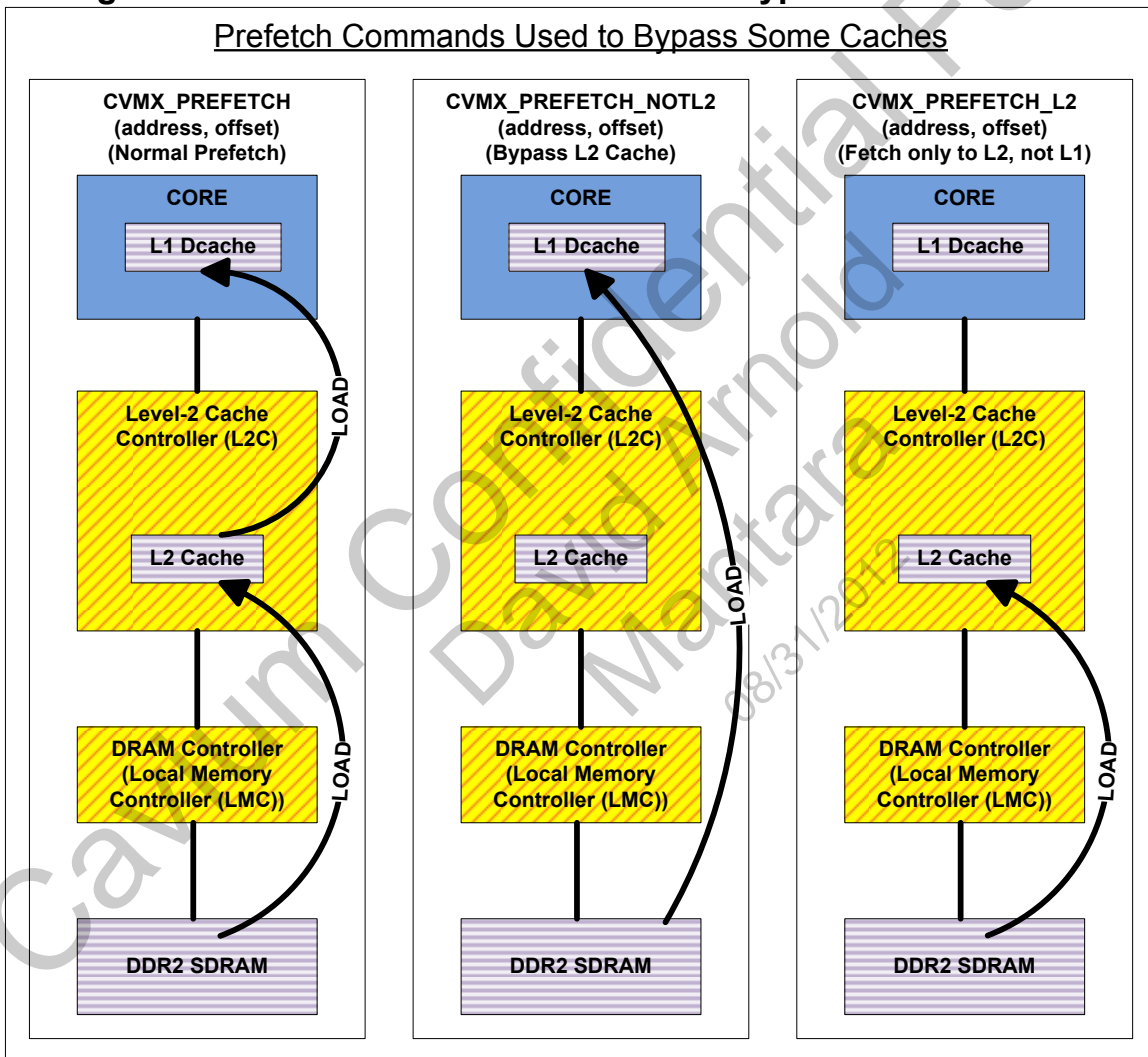 Prefetch Commands Used to Bypass Some Caches
CVMX_PREFETCH
(address, offset)
(Normal Prefetch)
CORE
L1 Dcache
LOAD
Level-2 Cache
Controller (L2C)
L2 Cache
LOAD
DRAM Controller
(Local Memory
Controller (LMC))
DDR2 SDRAM
CVMX_PREFETCH_NOTL2
(address, offset)
(Bypass L2 Cache)
CORE
L1 Dcache
Level-2 Cache
Controller (L2C)
L2 Cache
LOAD
DRAM Controller
(Local Memory
Controller (LMC))
DDR2 SDRAM
CVMX_PREFETCH_L2
(address, offset)
(Fetch only to L2, not L1)
CORE
L1 Dcache
Level-2 Cache
Controller (L2C)
L2 Cache
LOAD
DRAM Controller
(Local Memory
Controller (LMC))
DDR2 SDRAM
Cavium Confidential
David Arnold
Mantara
08/31/2012